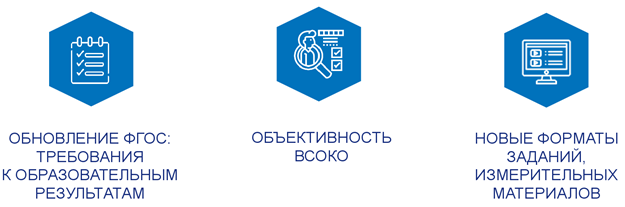 ОБНОВЛЕНИЕ ФГОС:
ТРЕБОВАНИЯ
К ОБРАЗОВАТЕЛЬНЫМ
РЕЗУЛЬТАТАМ
ОБЪЕКТИВНОСТЬ
ВСОКО
НОВЫЕ ФОРМАТЫ
ЗАДАНИЙ,
ИЗМЕРИТЕЛЬНЫХ
МАТЕРИАЛОВ